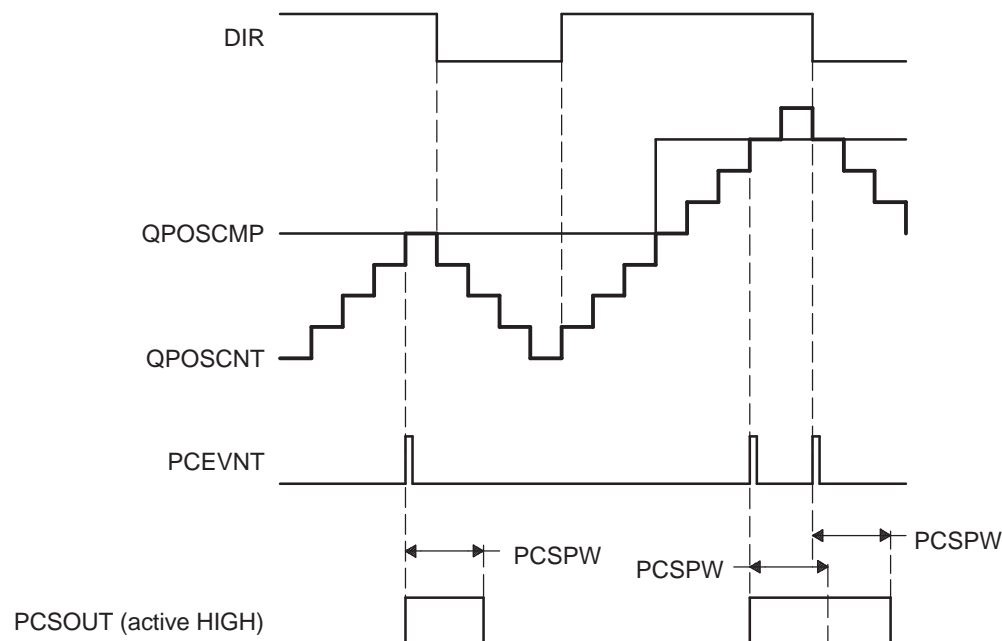 DIR
QPOSCMP
QPOSCNT
PCEVNT
PCSPW
PCSPW
PCSPW
PCSOUT (active HIGH)